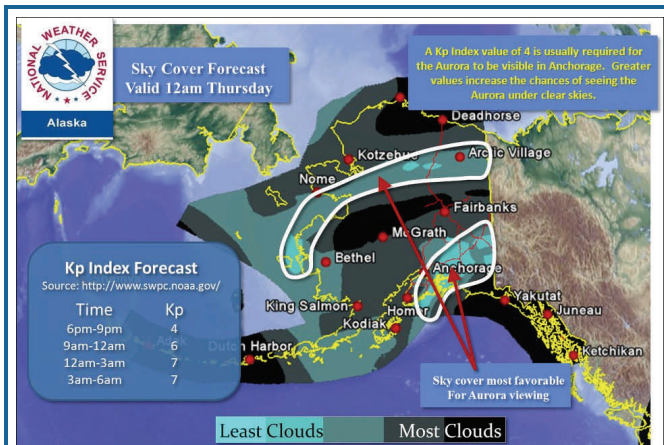 NATIONAL WEATHER SERVICE
Alaska
Sky Cover Forecast
Valid 12am Thursday
A Kp Index value of 4 is usually required for
the Aurora to be visible in Anchorage. Greater
values increase the chances of seeing the
Aurora under clear skies.
Deadhorse
Kotzebue
Arctic Village
Nome
Fairbanks
McGrath
Bethel
Anchorage
King Salmon
Homer
Yakutat
Kodiak
Juneau
Dutch Harbor
Ketchikan
Kp Index Forecast
Source: http://www.swpc.noaa.gov/
Time Kp
6pm-9pm 4
9am-12am 6
12am-3am 7
3am-6am 7
Sky cover most favorable
For Aurora viewing
Least Clouds Most Clouds